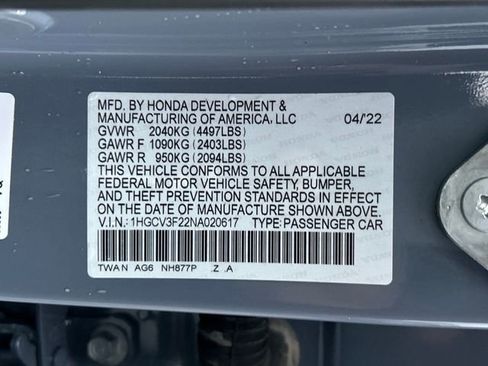 MFD. BY HONDA DEVELOPMENT &
MANUFACTURING OF AMERICA, LLC 04/'22
GVWR 2040KG (4497LBS)
GAWR F 1090KG (2403LBS)
GAWR R 950KG (2094LBS)
THIS VEHICLE CONFORMS TO ALL APPLICABLE
FEDERAL MOTOR VEHICLE SAFETY, BUMPER,
AND THEFT PREVENTION STANDARDS IN EFFECT
ON THE DATE OF MANUFACTURE SHOWN ABOVE.
V.I.N.: 1HGCV3F22NA020617 TYPE: PASSENGER CAR
TWA N AG6 NH877P .Z .A